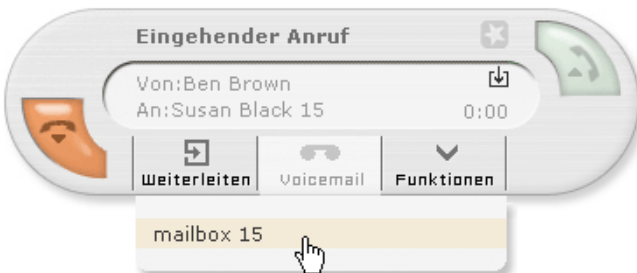 Eingehender Anruf
Von:Ben Brown
An:Susan Black 15 0:00
Weiterleiten Voicemail Funktionen
mailbox 15